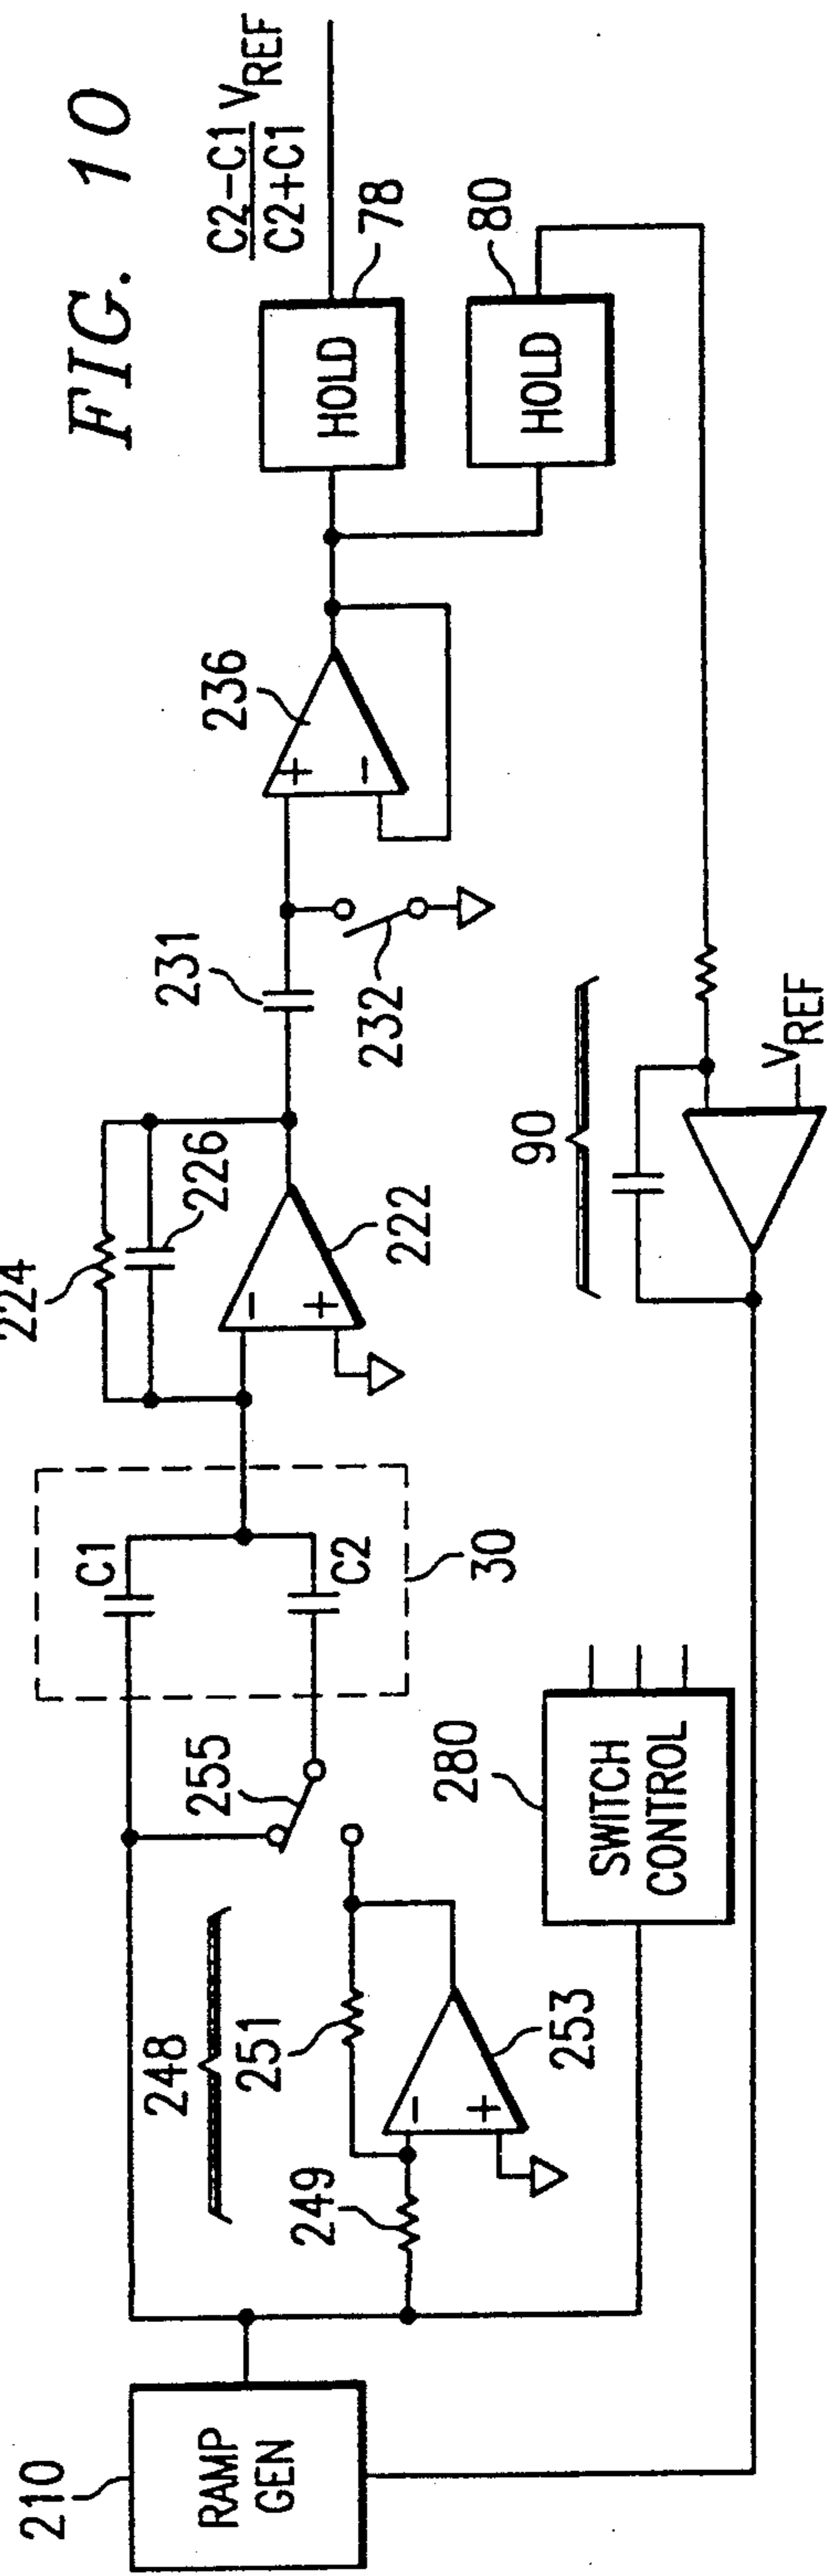 FIG. 10
C2-C1
C2+C1
VREF
224
226
231
236
78
HOLD
248
251
255
C1
C2
30
222
232
80
HOLD
210
RAMP
GEN
249
253
280
SWITCH
CONTROL
90
VREF
-
+
-
+
+
-